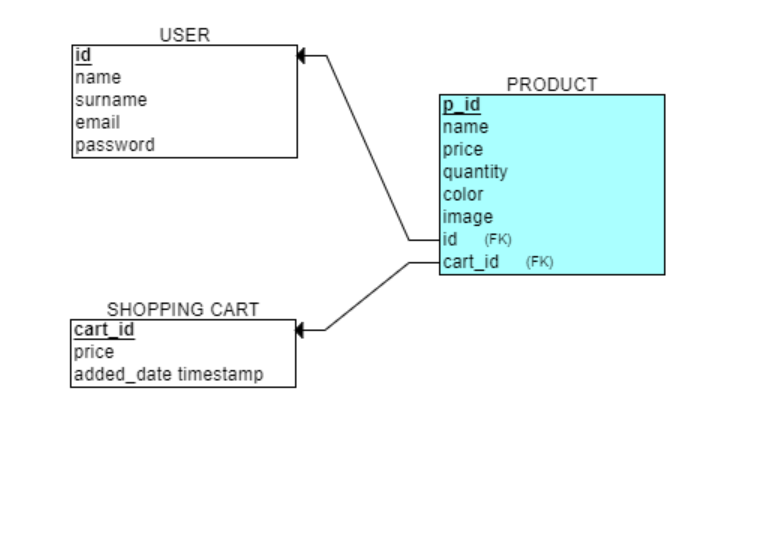 USER
id
name
surname
email
password
PRODUCT
p_id
name
price
quantity
color
image
id (FK)
cart_id (FK)
SHOPPING CART
cart_id
price
added_date timestamp